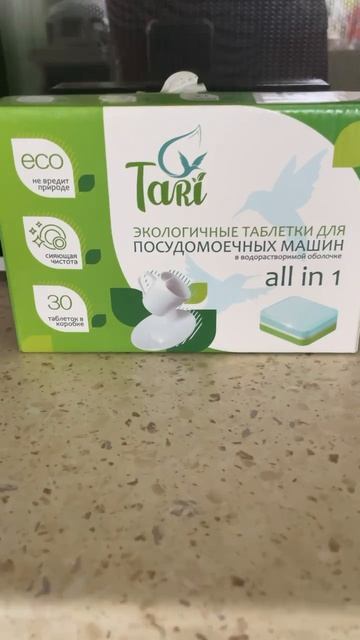 eco
не вредит
природе
Tari
ЭКОЛОГИЧНЫЕ ТАБЛЕТКИ ДЛЯ
ПОСУДОМОЕЧНЫХ МАШИН
в водорастворимой оболочке
all in 1
сияющая
чистота
30
таблеток в
коробке